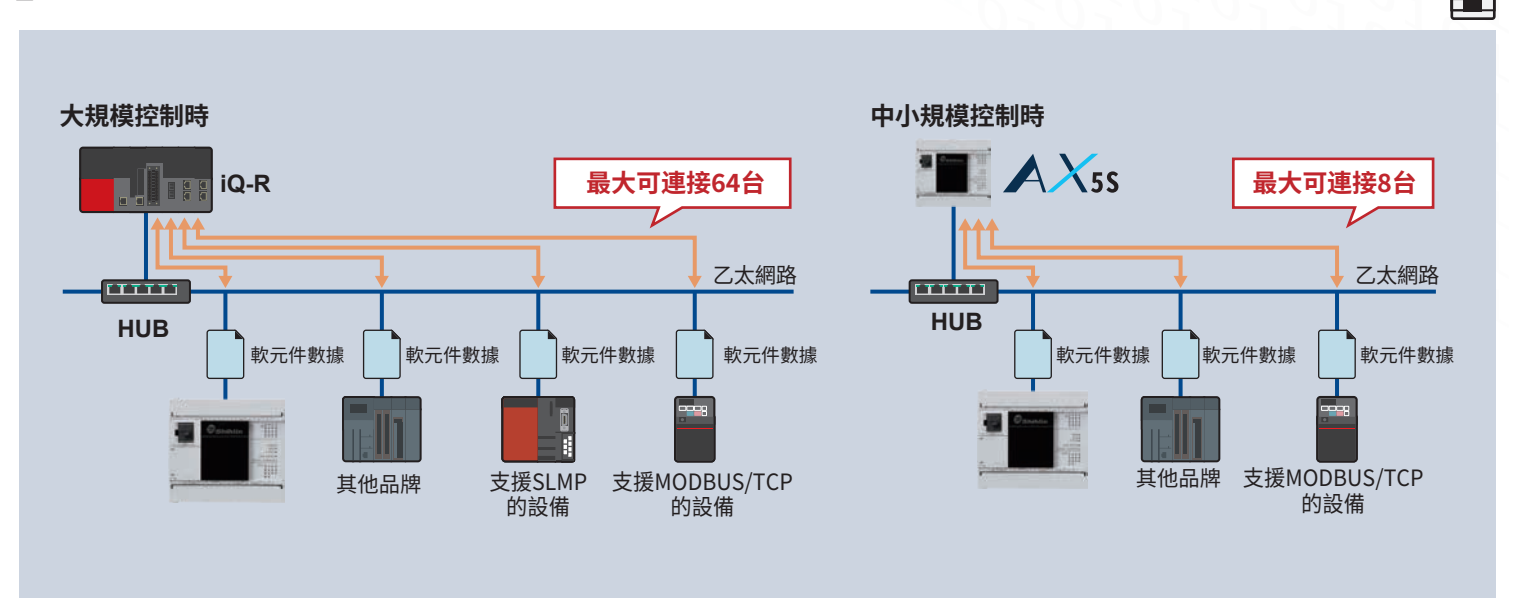 大規模控制時
iQ-R
最大可連接64台
乙太網路
HUB
軟元件數據
軟元件數據
軟元件數據
軟元件數據
其他品牌
支援SLMP
的設備
支援MODBUS/TCP
的設備
中小規模控制時
AX5S
最大可連接8台
乙太網路
HUB
軟元件數據
軟元件數據
軟元件數據
其他品牌
支援MODBUS/TCP
的設備